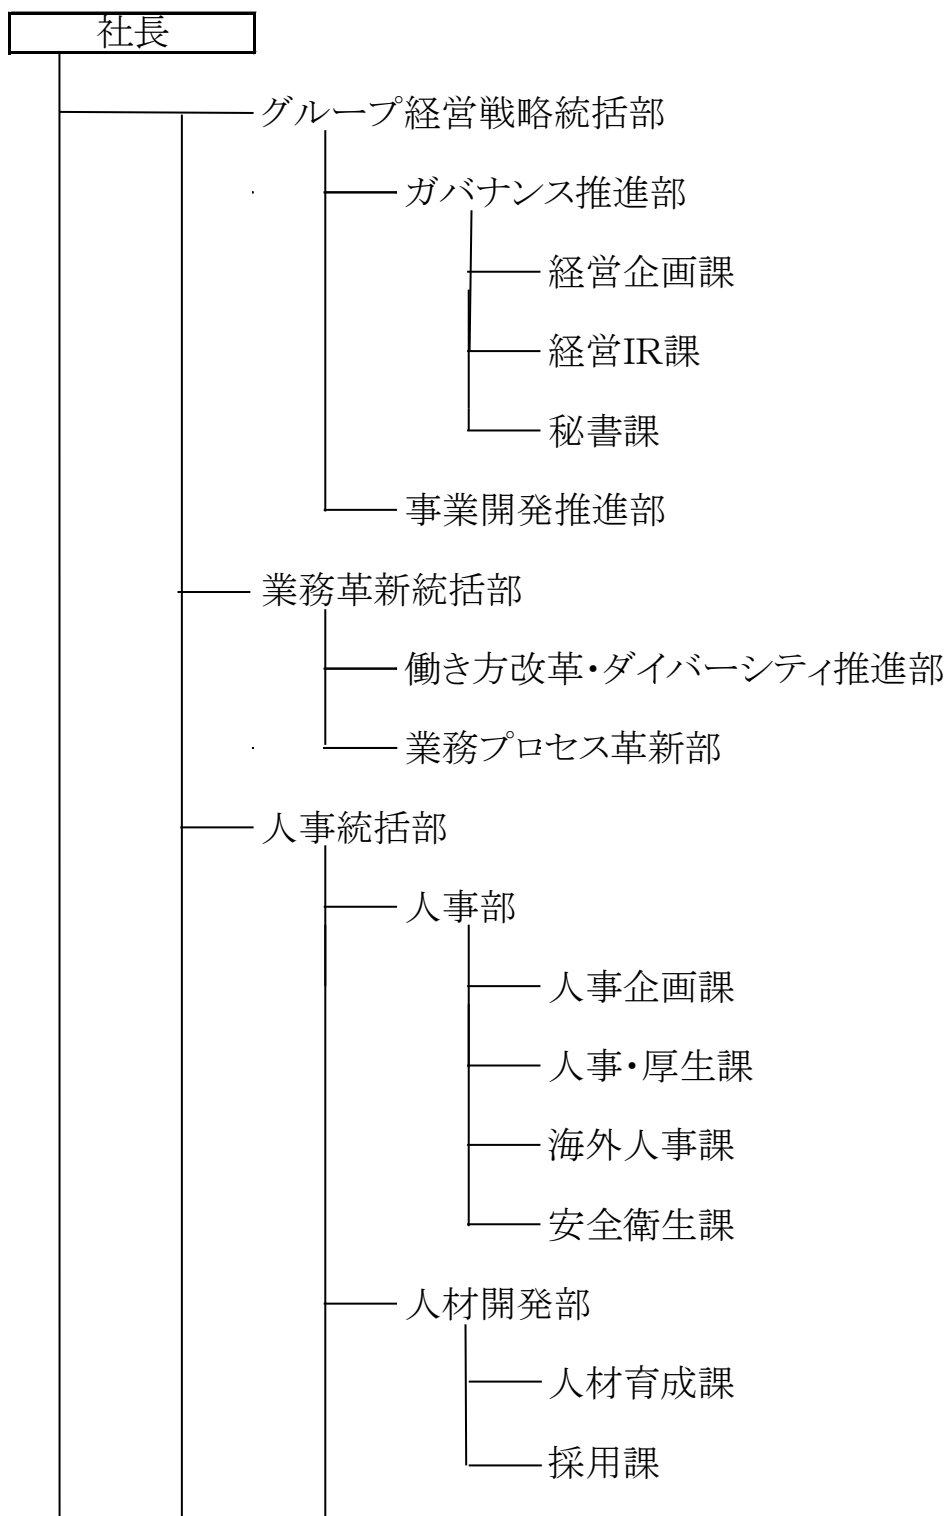 社長
グループ経営戦略統括部
ガバナンス推進部
経営企画課
経営IR課
秘書課
事業開発推進部
業務革新統括部
働き方改革・ダイバーシティ推進部
業務プロセス革新部
人事統括部
人事部
人事企画課
人事・厚生課
海外人事課
安全衛生課
人材開発部
人材育成課
採用課